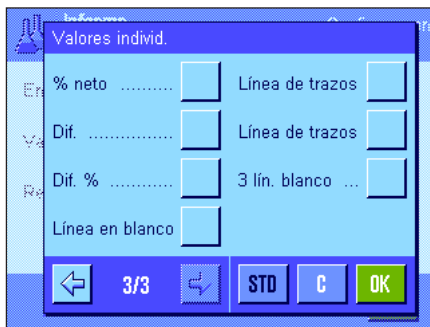 Informe
Valores individ.
% neto ..........
Línea de trazos
Dif. ...............
Línea de trazos
Dif. % ...........
3 lín. blanco ...
Línea en blanco
3/3
STD
C
OK